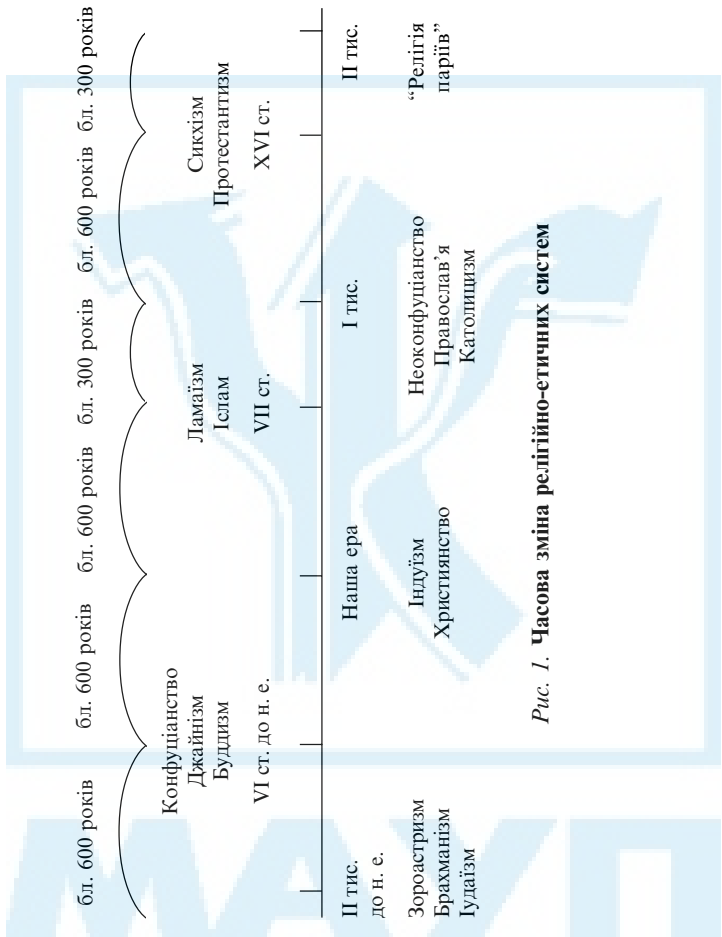 бл. 600 років бл. 600 років бл. 600 років бл. 300 років бл. 600 років бл. 300 років
Конфуціанство
Джайнізм
Буддизм
VI ст. до н. е.
Ламаїзм
Іслам
VII ст.
Сикхізм
Протестантизм
XVI ст.
II тис.
до н. е.
Наша ера
I тис.
II тис.
Зороастризм
Брахманізм
Іудаїзм
Індуїзм
Християнство
Неоконфуціанство
Православ’я
Католицизм
“Релігія
паріїв”
Рис. 1. Часова зміна релігійно-етичних систем
МАУП